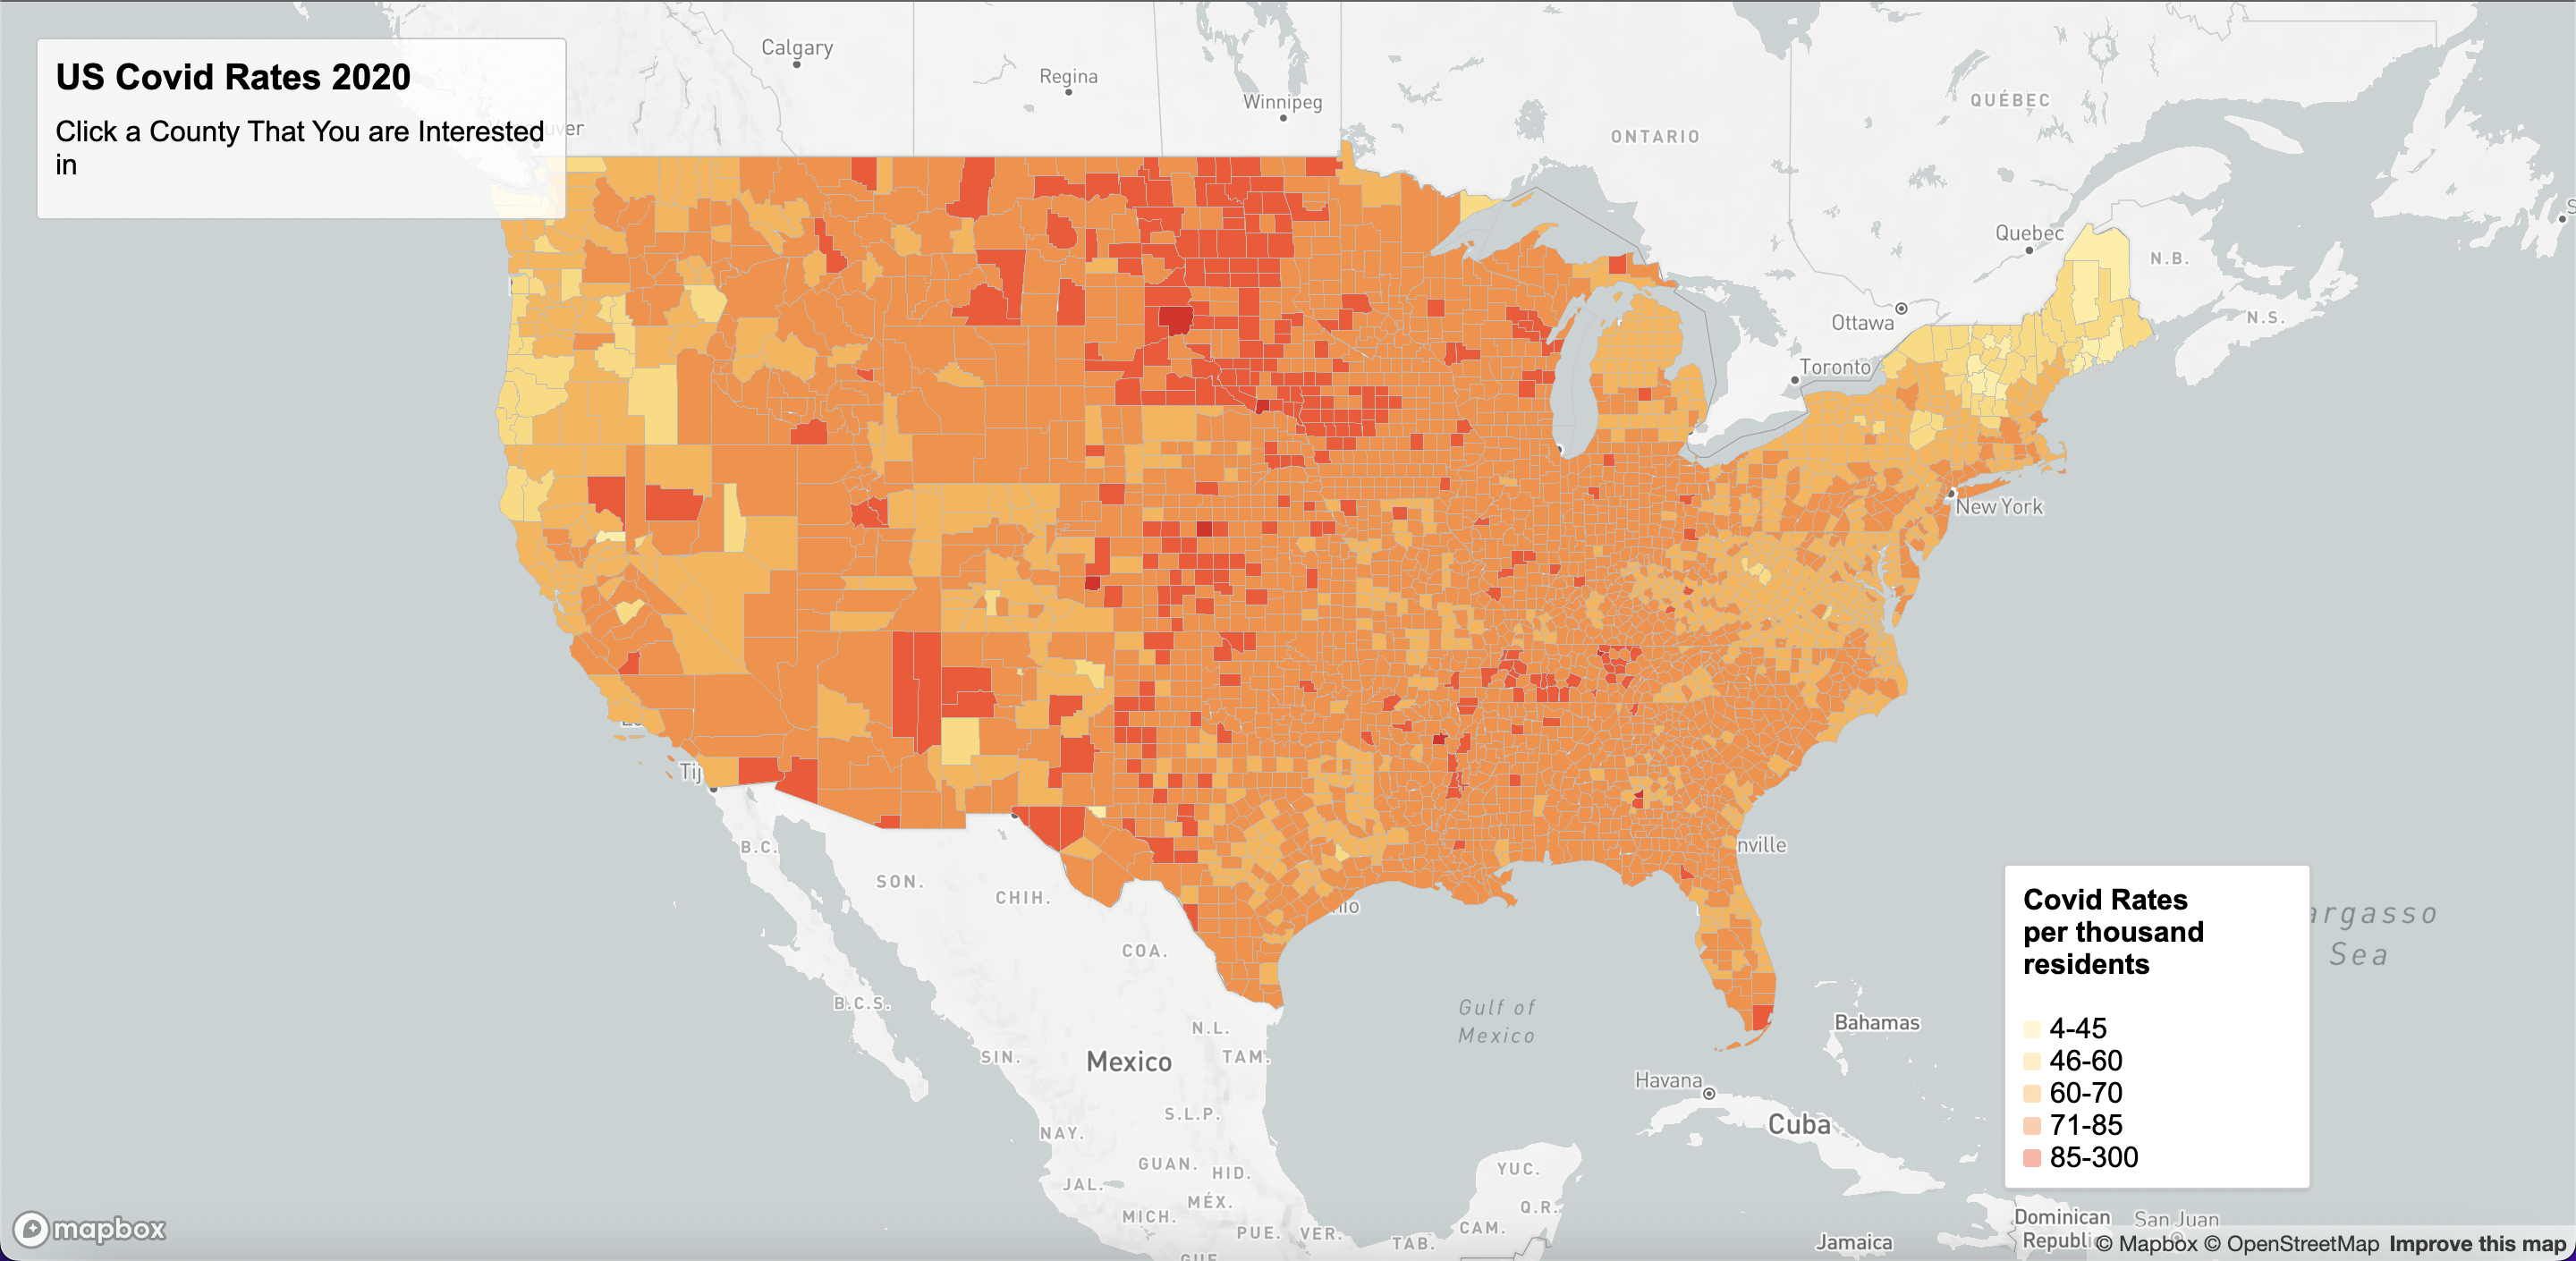 US Covid Rates 2020
Click a County That You are Interested
in
Calgary
Regina
Winnipeg
ONTARIO
QUÉBEC
Quebec
N.B.
N.S.
Ottawa
Toronto
New York
nville
Tij
B.C.
SON.
CHIH.
COA.
B.C.S.
N.L.
SIN.
Mexico
TAM.
S.L.P.
NAY.
GUAN.
HID.
JAL.
MÉX.
MICH.
PUE.
VER.
TAB.
CAM.
YUC.
Q.R.
Gulf of
Mexico
Havana
Cuba
Bahamas
argasso
Sea
Covid Rates
per thousand
residents
4-45
46-60
60-70
71-85
85-300
Dominican
Republi
San Juan
Jamaica
mapbox
© Mapbox © OpenStreetMap Improve this map